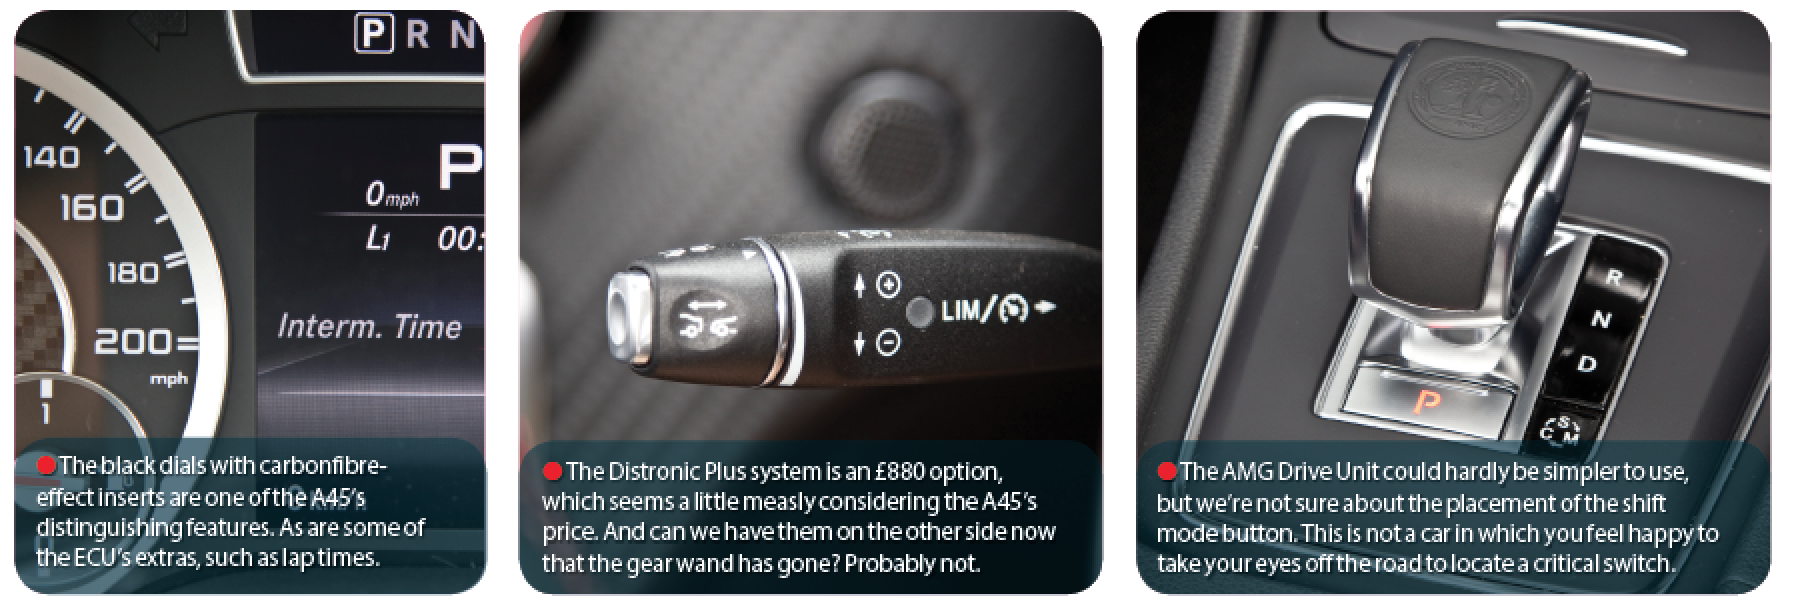 P R N
140
160
180
200
mph
1
P
0mph
L1 00:
Interm. Time
The black dials with carbonfibre-
effect inserts are one of the A45's
distinguishing features. As are some of
the ECU's extras, such as lap times.
LIM/
The Distronic Plus system is an £880 option,
which seems a little measly considering the A45's
price. And can we have them on the other side now
that the gear wand has gone? Probably not.
R
N
D
P
S
C M
The AMG Drive Unit could hardly be simpler to use,
but we're not sure about the placement of the shift
mode button. This is not a car in which you feel happy to
take your eyes off the road to locate a critical switch.